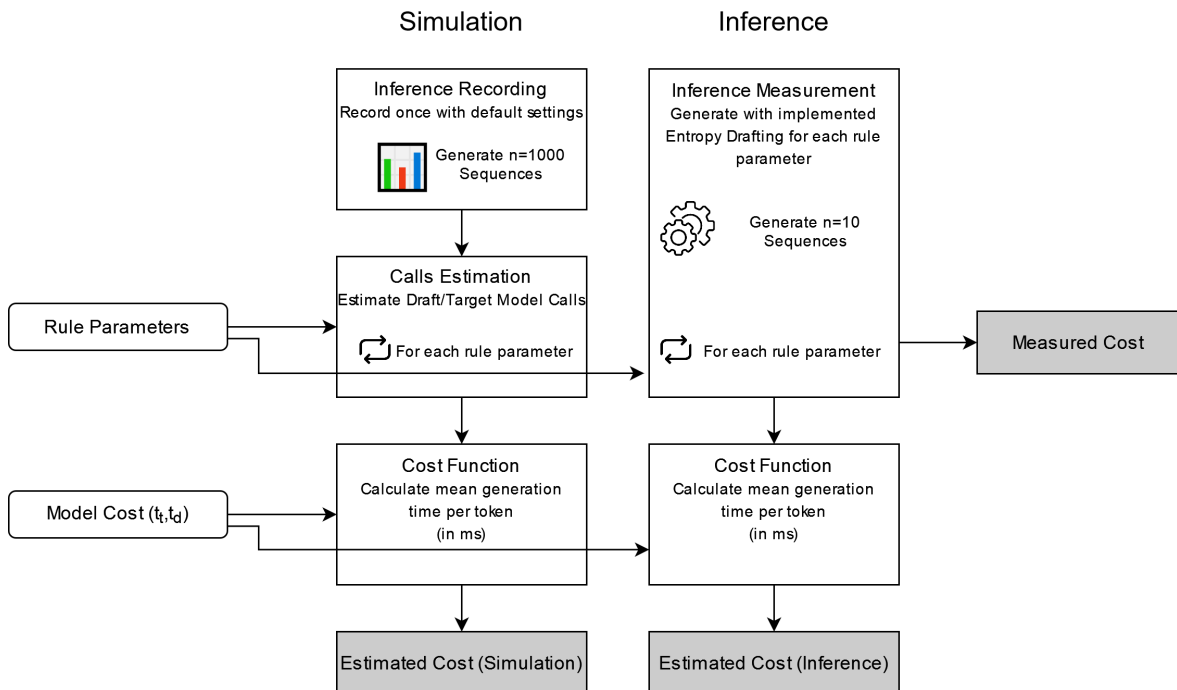 Simulation
Inference
Inference Recording
Record once with default settings
Generate n=1000
Sequences
Inference Measurement
Generate with implemented
Entropy Drafting for each rule
parameter
Generate n=10
Sequences
Calls Estimation
Estimate Draft/Target Model Calls
For each rule parameter
For each rule parameter
Rule Parameters
Measured Cost
Cost Function
Calculate mean generation
time per token
(in ms)
Cost Function
Calculate mean generation
time per token
(in ms)
Model Cost (tₜ,t_d)
Estimated Cost (Simulation)
Estimated Cost (Inference)